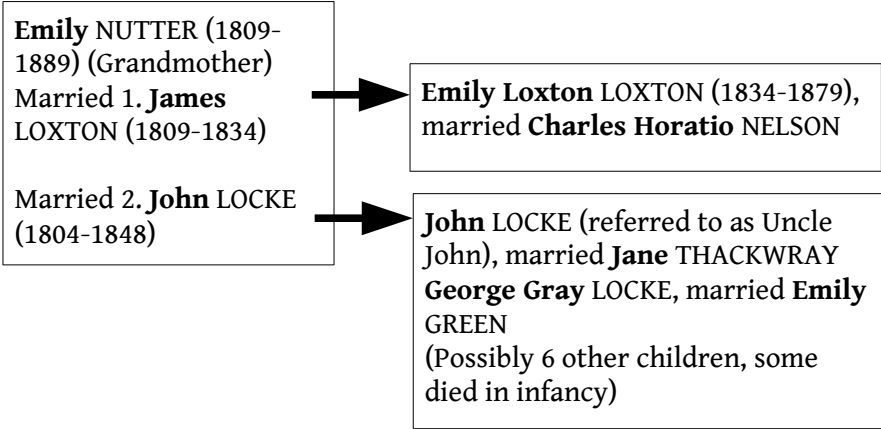 Emily NUTTER (1809-
1889) (Grandmother)
Married 1. James
LOXTON (1809-1834)
Married 2. John LOCKE
(1804-1848)
Emily Loxton LOXTON (1834-1879),
married Charles Horatio NELSON
John LOCKE (referred to as Uncle
John), married Jane THACKWRAY
George Gray LOCKE, married Emily
GREEN
(Possibly 6 other children, some
died in infancy)